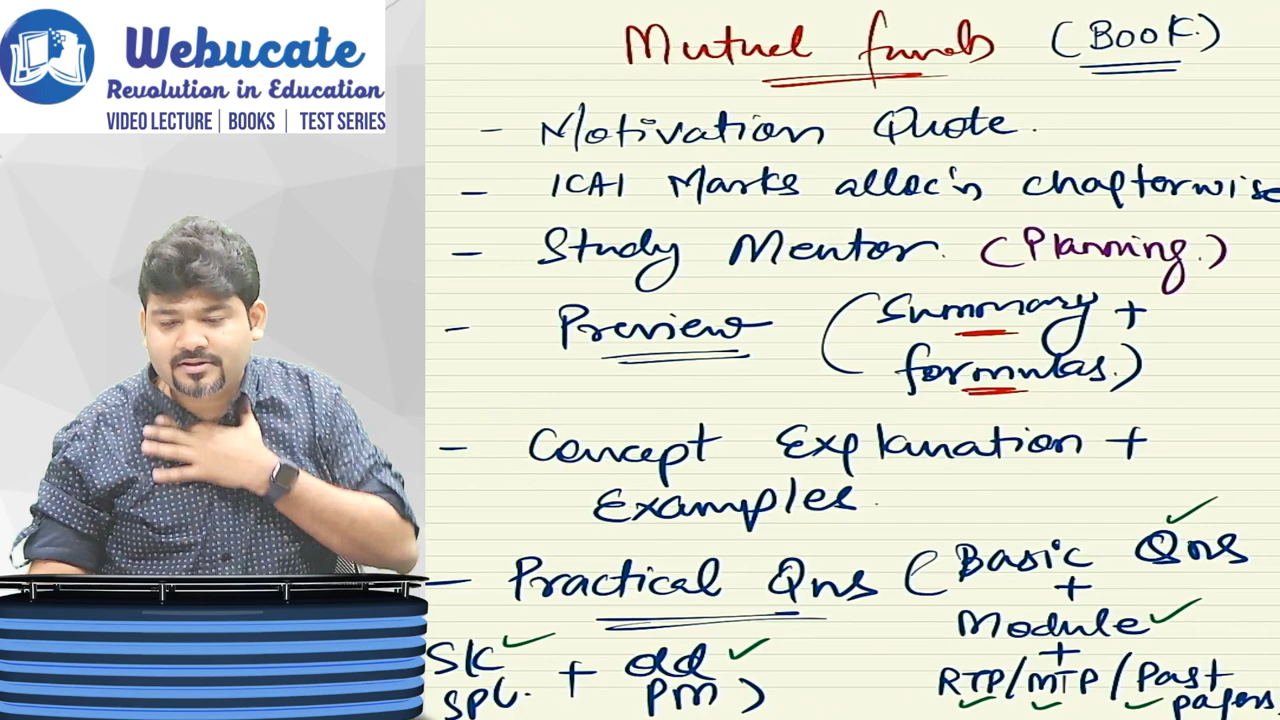 Webucate
Revolution in Education
VIDEO LECTURE | BOOKS | TEST SERIES
Mutual funds (BOOK)
- Motivation Quote.
- ICAI Marks alloc'n chapterwise
- Study Mentor. (Planning.)
- Preview (Summary +
formulas.)
- Concept Explanation +
Examples.
- Practical Qns (Basic Qns
+
Module
+
RTP/MTP/Past
papers
SK
spl. + old
PM)